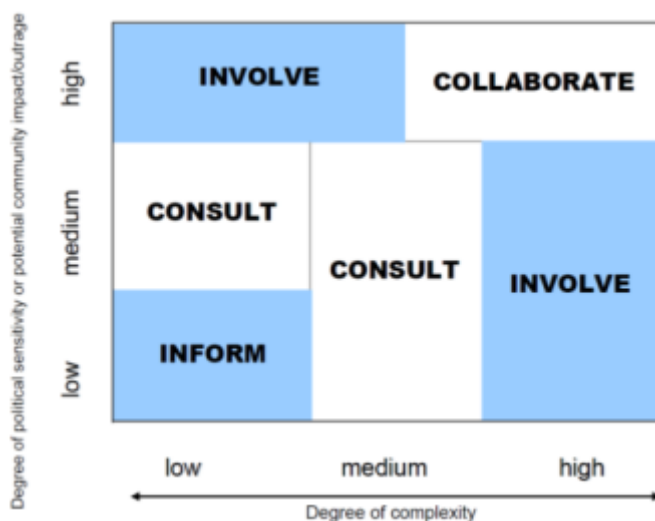 Degree of political sensitivity or potential community impact/outrage
high
medium
low
INVOLVE
COLLABORATE
CONSULT
CONSULT
INVOLVE
INFORM
low
medium
high
Degree of complexity